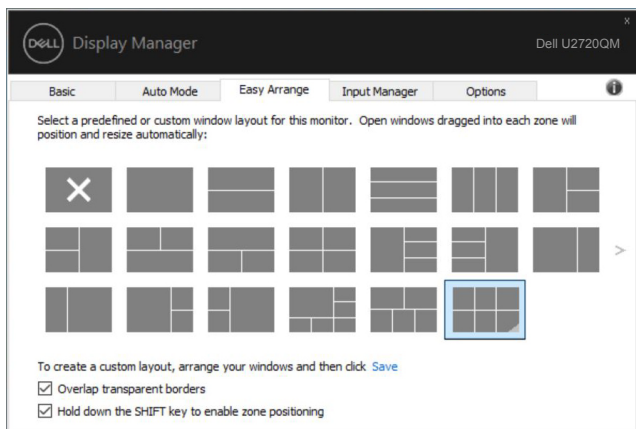 x
DELL Display Manager
Dell U2720QM
Basic Auto Mode Easy Arrange Input Manager Options
Select a predefined or custom window layout for this monitor. Open windows dragged into each zone will
position and resize automatically:
>
To create a custom layout, arrange your windows and then click Save
Overlap transparent borders
Hold down the SHIFT key to enable zone positioning